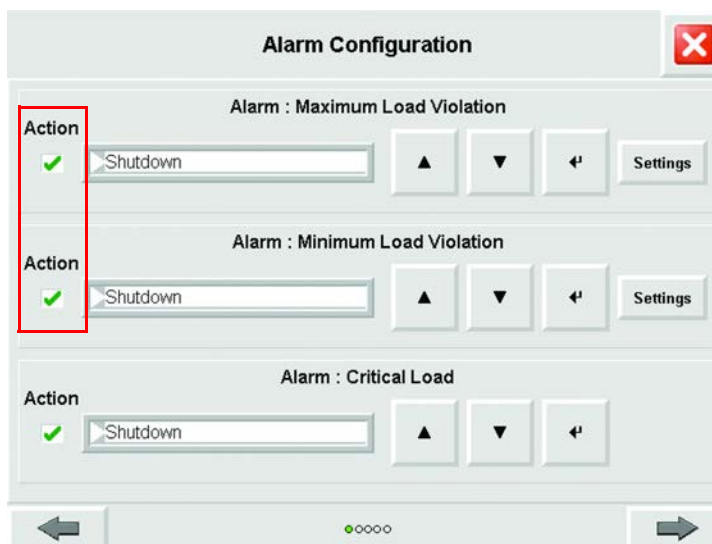 Alarm Configuration
Alarm : Maximum Load Violation
Action
Shutdown
Settings
Alarm : Minimum Load Violation
Action
Shutdown
Settings
Alarm : Critical Load
Action
Shutdown